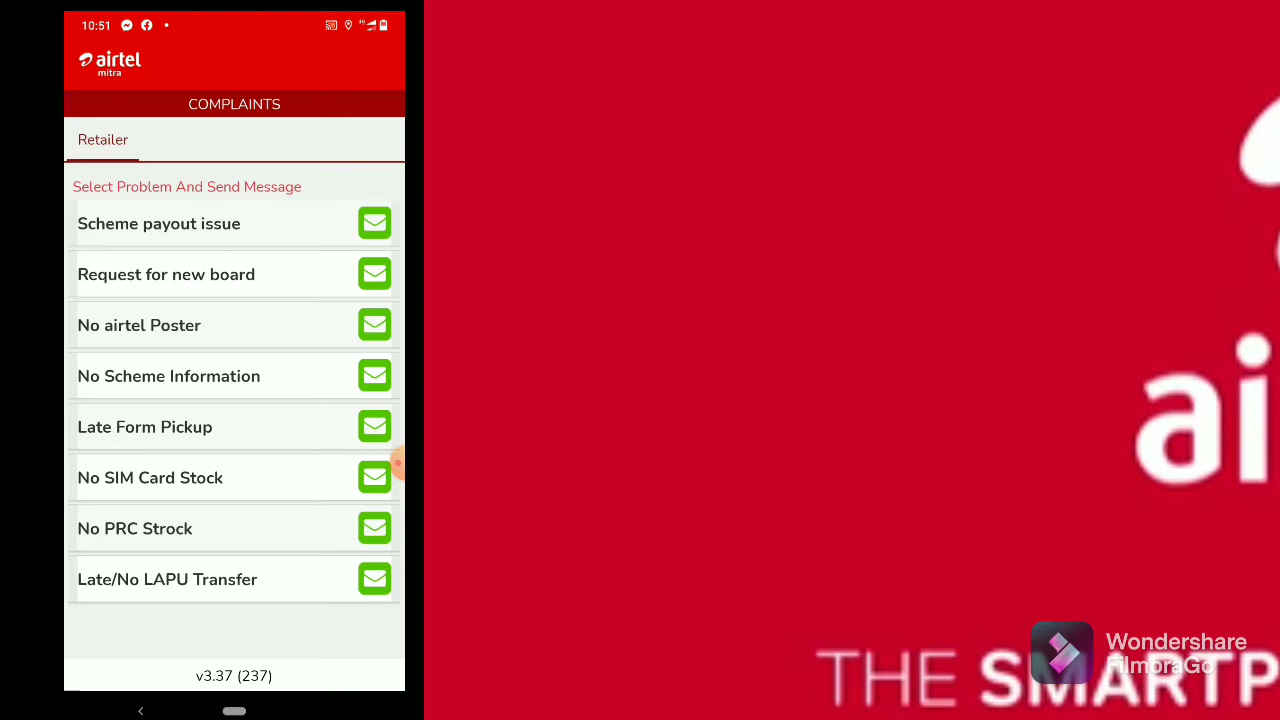 10:51
airtel
mitra
COMPLAINTS
Retailer
Select Problem And Send Message
Scheme payout issue
Request for new board
No airtel Poster
No Scheme Information
Late Form Pickup
No SIM Card Stock
No PRC Strock
Late/No LAPU Transfer
v3.37 (237)
ai
THE SMARTP
Wondershare
FilmoraGo